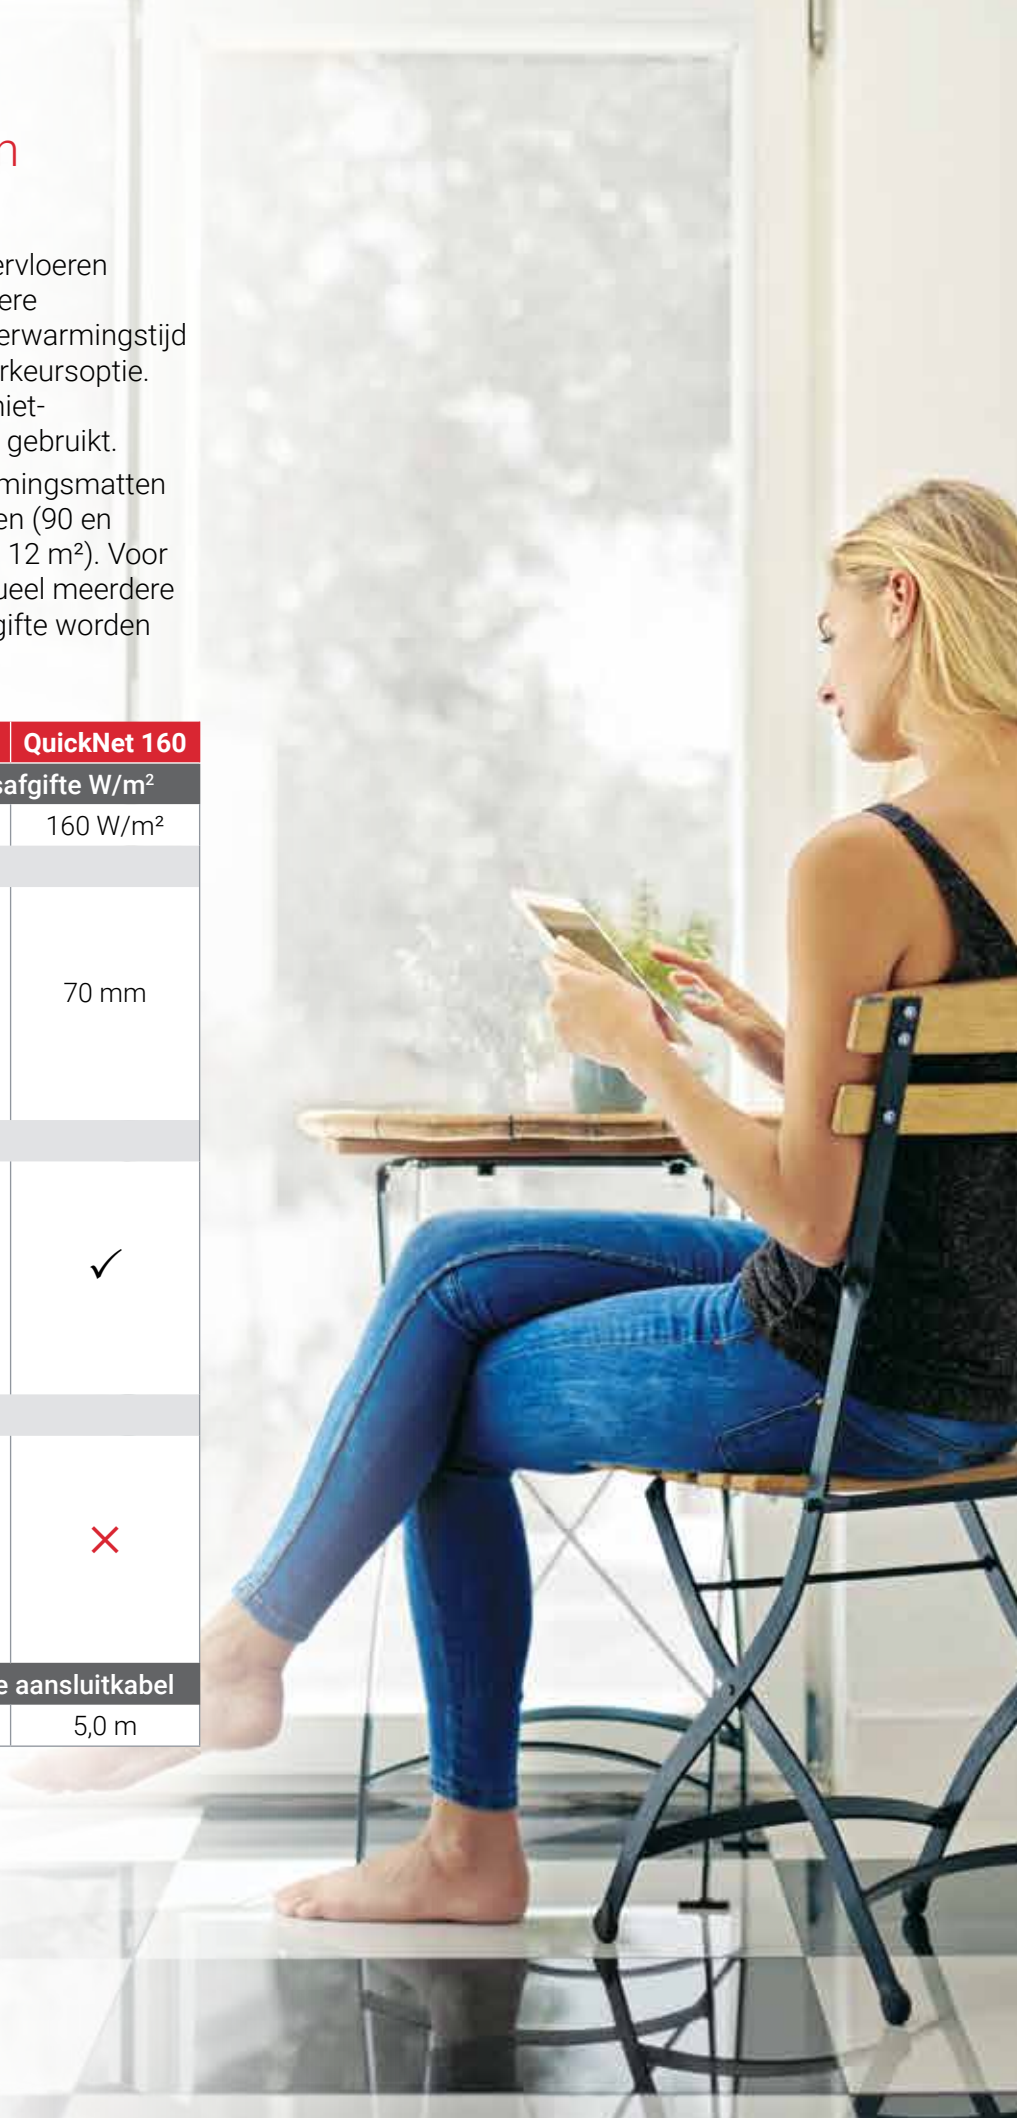 n
ervloeren
ere
erwarmingstijd
rkeursoptie.
niet-
gebruikt.
mingsmatten
en (90 en
12 m²). Voor
ueel meerdere
gifte worden
QuickNet 160
safgifte W/m²
160 W/m²
70 mm
✓
✕
e aansluitkabel
5,0 m